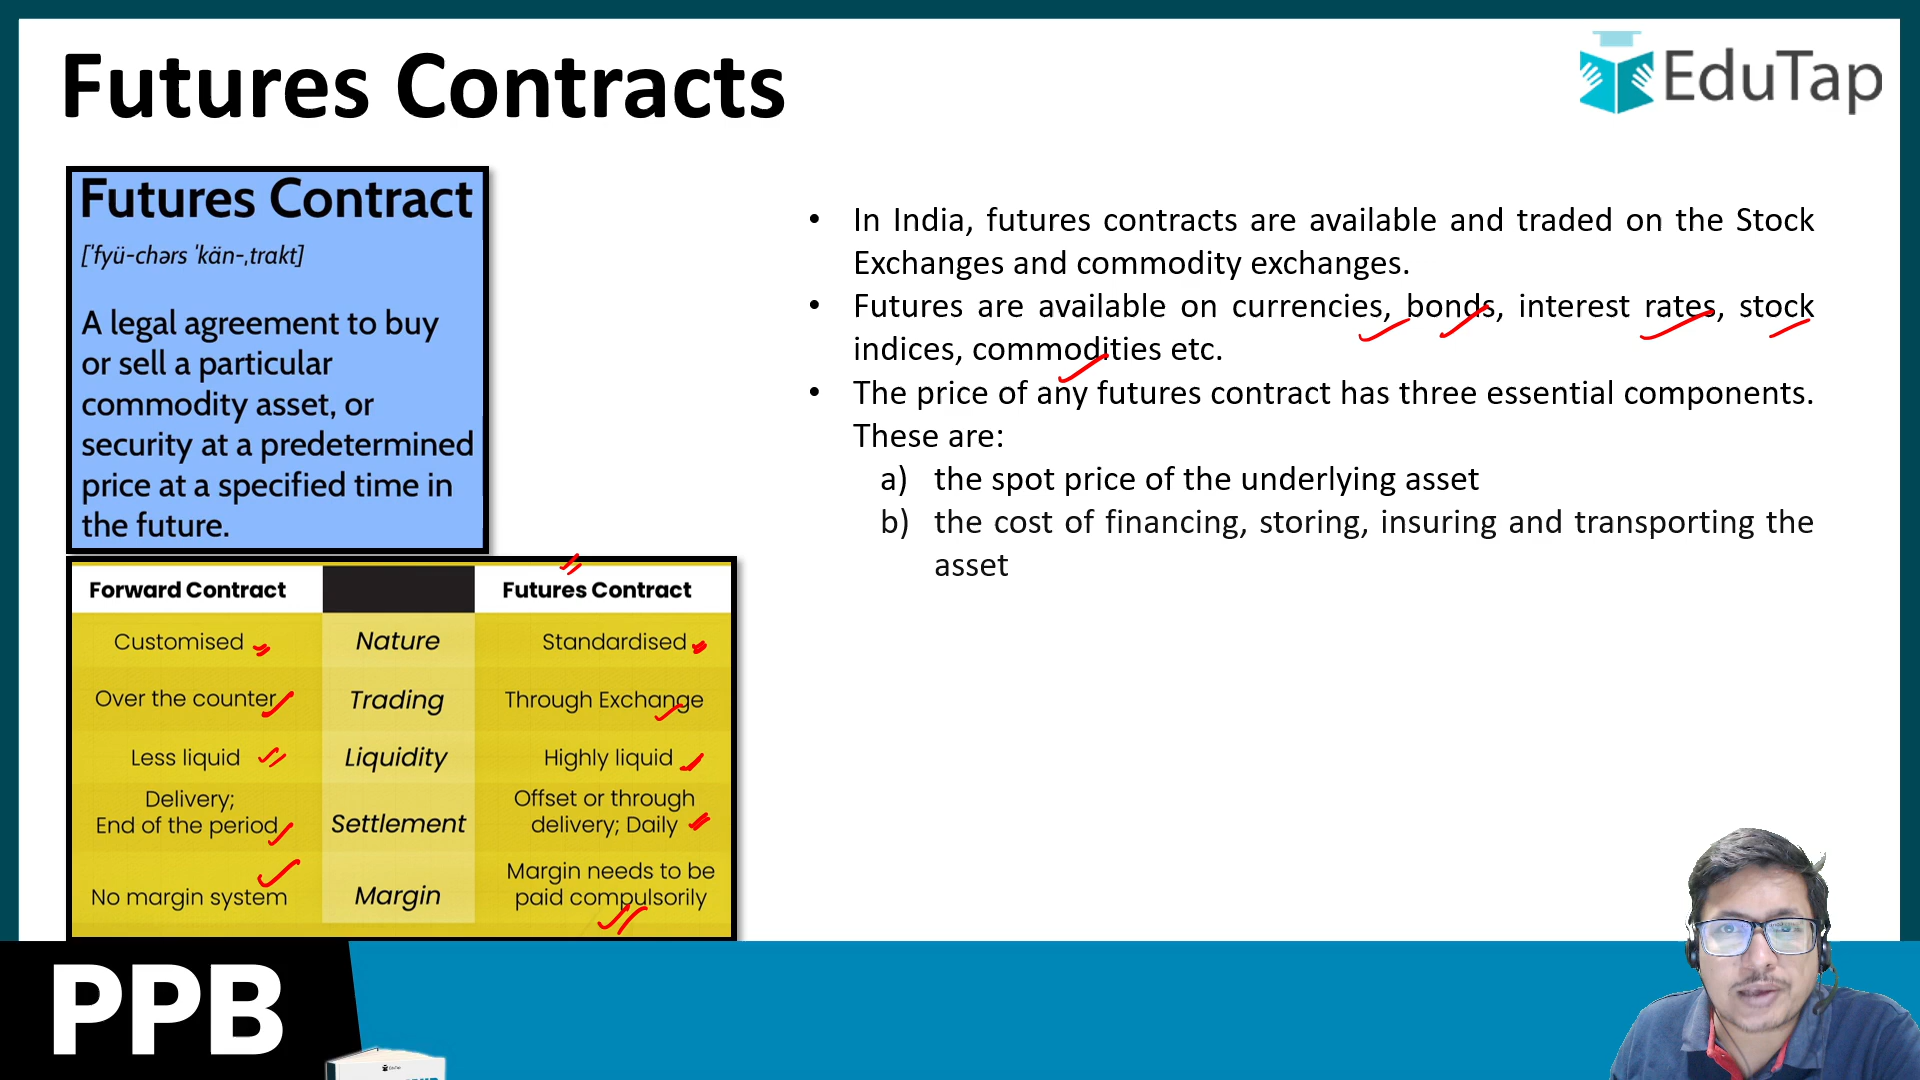 Futures Contracts
EduTap
Futures Contract
['fyü-chərs 'kän-ˌtrakt]
A legal agreement to buy
or sell a particular
commodity asset, or
security at a predetermined
price at a specified time in
the future.
• In India, futures contracts are available and traded on the Stock
Exchanges and commodity exchanges.
• Futures are available on currencies, bonds, interest rates, stock
indices, commodities etc.
• The price of any futures contract has three essential components.
These are:
a) the spot price of the underlying asset
b) the cost of financing, storing, insuring and transporting the
asset
Forward Contract Futures Contract
Customised Nature Standardised
Over the counter Trading Through Exchange
Less liquid Liquidity Highly liquid
Delivery;
End of the period Settlement Offset or through
delivery; Daily
No margin system Margin Margin needs to be
paid compulsorily
PPB